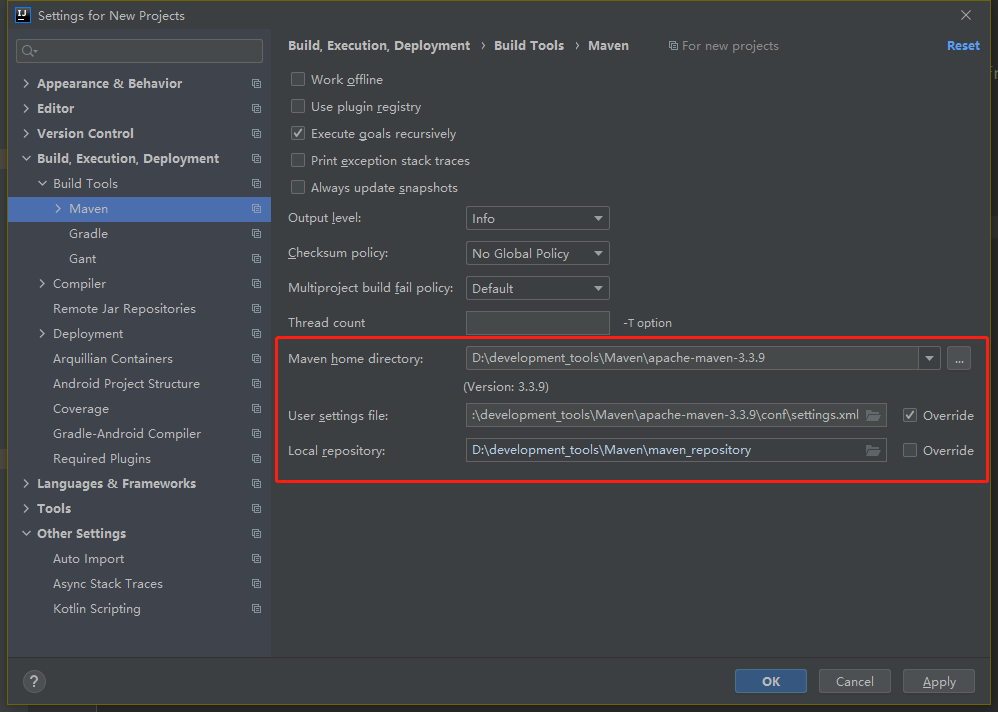 Settings for New Projects
Build, Execution, Deployment › Build Tools › Maven
For new projects
Reset
Appearance & Behavior
Editor
Version Control
Build, Execution, Deployment
Build Tools
Maven
Gradle
Gant
Compiler
Remote Jar Repositories
Deployment
Arquillian Containers
Android Project Structure
Coverage
Gradle-Android Compiler
Required Plugins
Languages & Frameworks
Tools
Other Settings
Auto Import
Async Stack Traces
Kotlin Scripting
Work offline
Use plugin registry
Execute goals recursively
Print exception stack traces
Always update snapshots
Output level: Info
Checksum policy: No Global Policy
Multiproject build fail policy: Default
Thread count -T option
Maven home directory: D:\development_tools\Maven\apache-maven-3.3.9 ...
(Version: 3.3.9)
User settings file: :\development_tools\Maven\apache-maven-3.3.9\conf\settings.xml Override
Local repository: D:\development_tools\Maven\maven_repository Override
? OK Cancel Apply